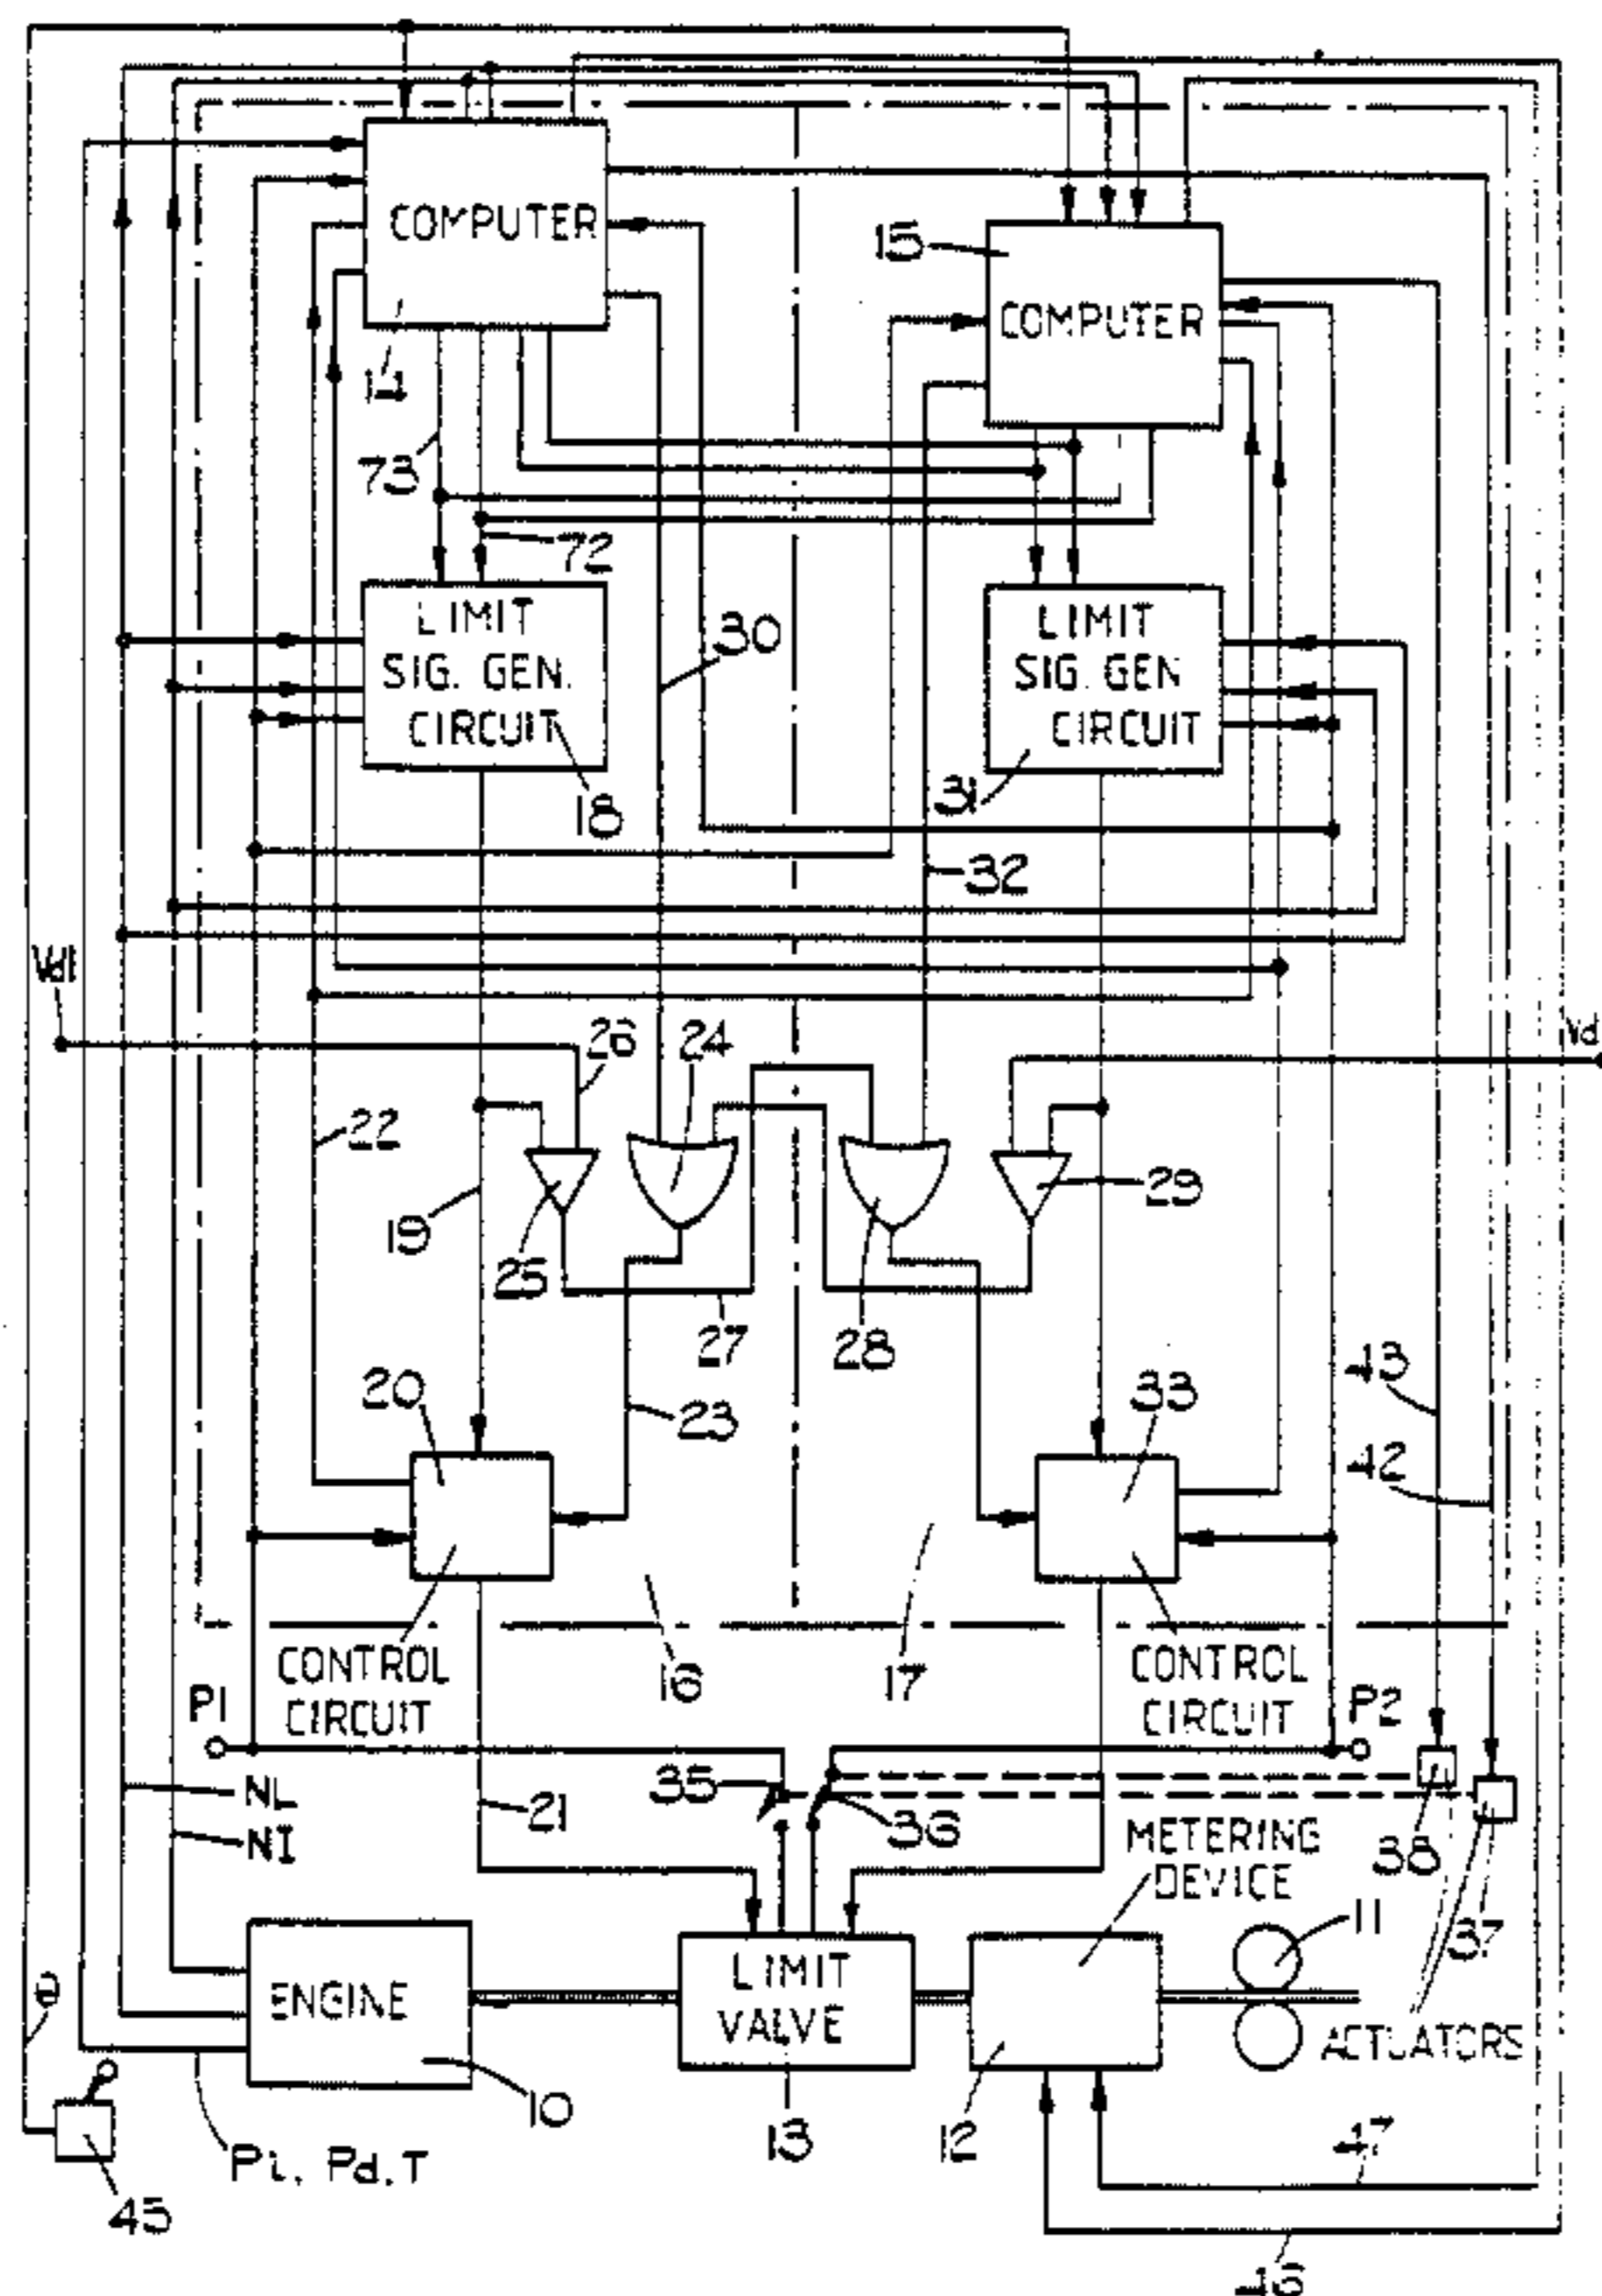 COMPUTER
15
COMPUTER
14
73
72
LIMIT
SIG. GEN.
CIRCUIT
18
30
LIMIT
SIG. GEN
CIRCUIT
31
32
Vd1
26
24
Vd
22
19
25
27
28
29
20
23
33
43
42
CONTROL
CIRCUIT
16
17
CONTROL
CIRCUIT
P1
P2
NL
NI
21
35
36
38
37
METERING
DEVICE
11
ENGINE
10
LIMIT
VALVE
13
12
ACTUATORS
Pi, Pd, T
45
47
46